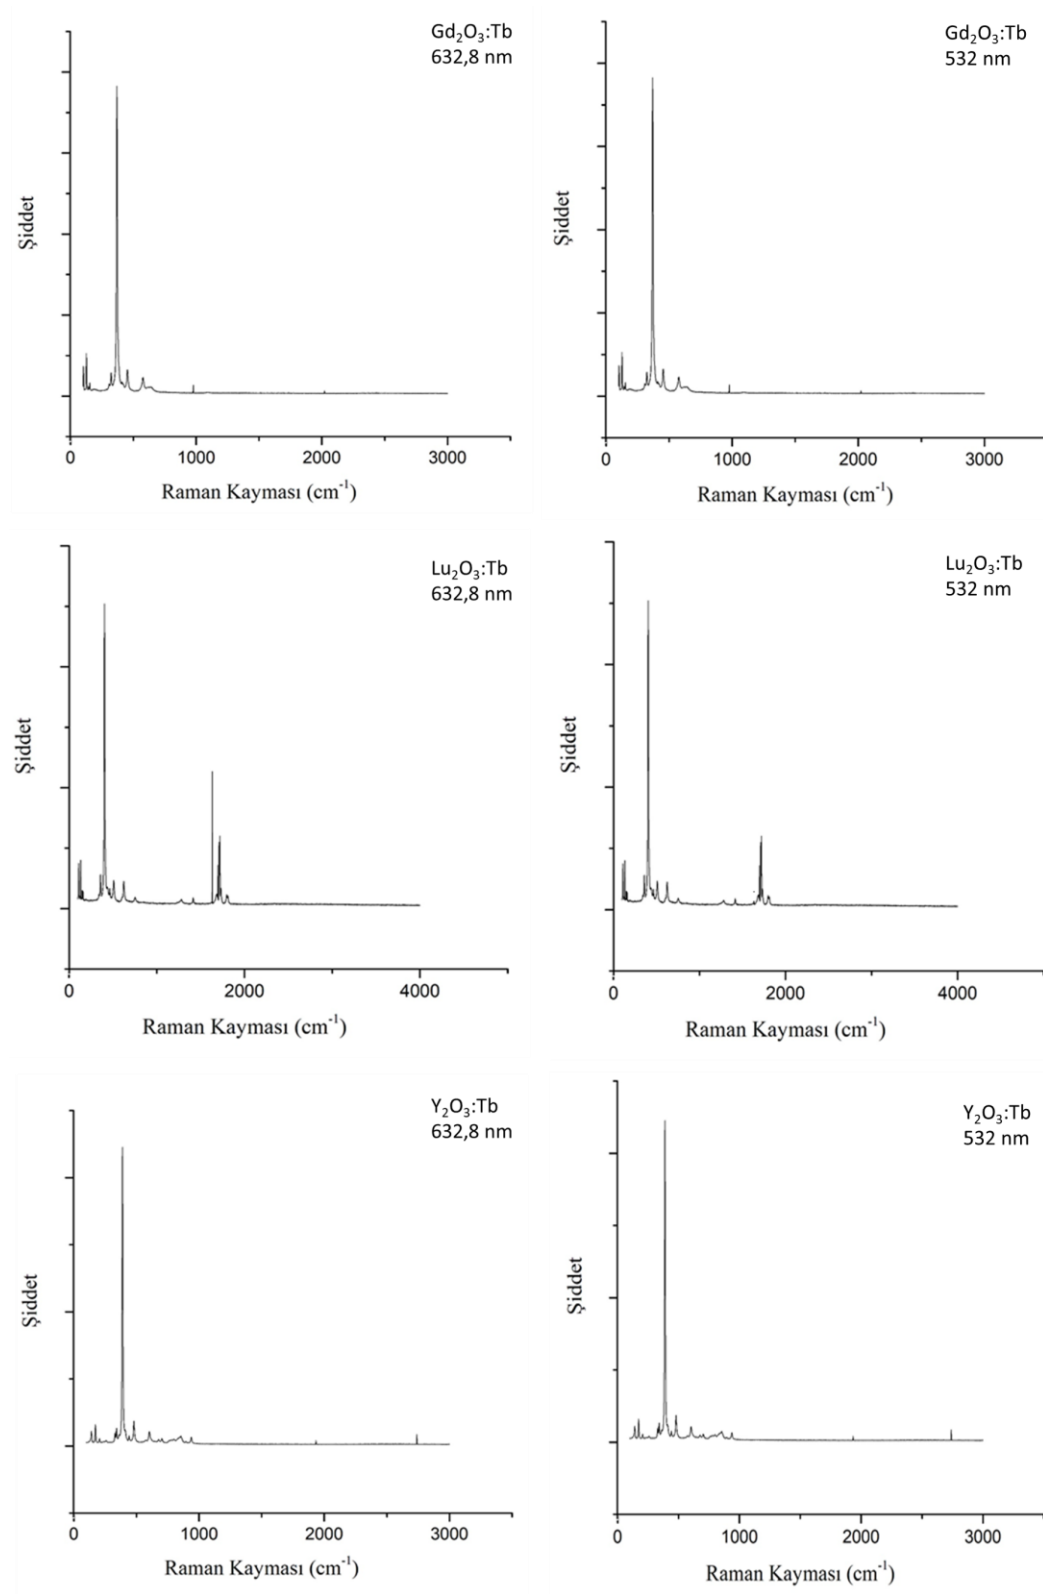 Gd₂O₃:Tb
632,8 nm
Şiddet
0 1000 2000 3000
Raman Kayması (cm⁻¹)
Gd₂O₃:Tb
532 nm
Şiddet
0 1000 2000 3000
Raman Kayması (cm⁻¹)
Lu₂O₃:Tb
632,8 nm
Şiddet
0 2000 4000
Raman Kayması (cm⁻¹)
Lu₂O₃:Tb
532 nm
Şiddet
0 2000 4000
Raman Kayması (cm⁻¹)
Y₂O₃:Tb
632,8 nm
Şiddet
0 1000 2000 3000
Raman Kayması (cm⁻¹)
Y₂O₃:Tb
532 nm
Şiddet
0 1000 2000 3000
Raman Kayması (cm⁻¹)